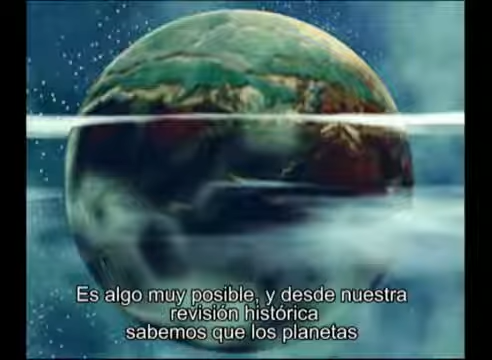 Es algo muy posible, y desde nuestra
revisión histórica
sabemos que los planetas